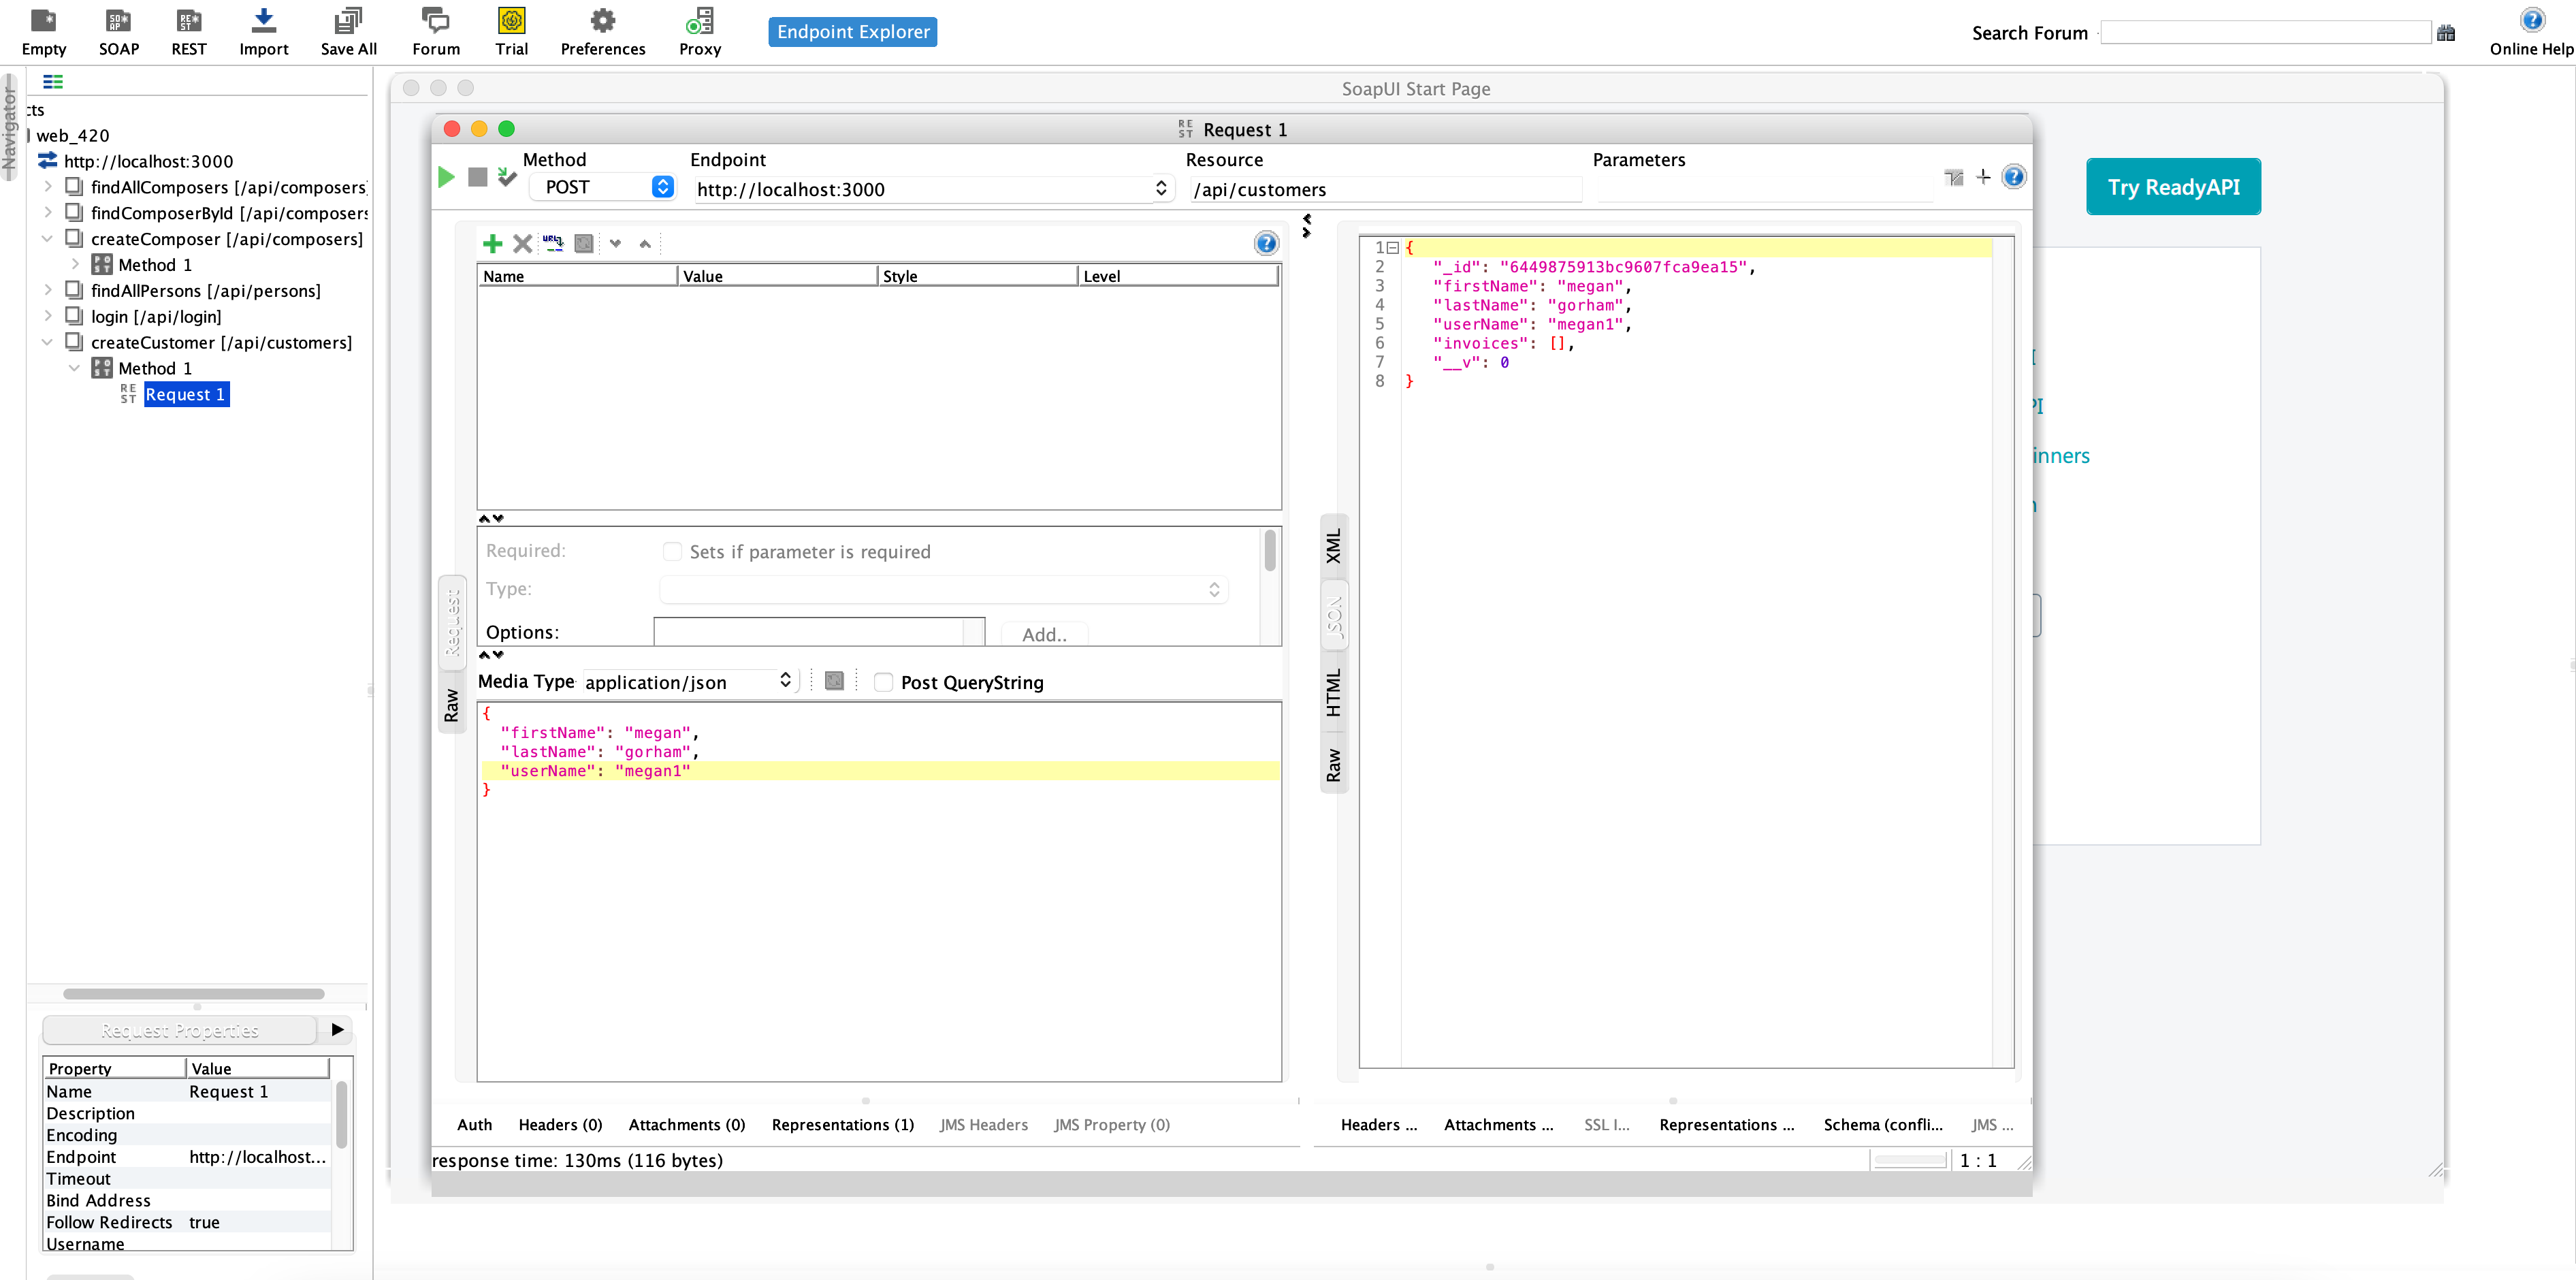 Empty SOAP REST Import Save All Forum Trial Preferences Proxy Endpoint Explorer Search Forum Online Help
Navigator
cts
web_420
http://localhost:3000
findAllComposers [/api/composers]
findComposerById [/api/composers
createComposer [/api/composers]
Method 1
findAllPersons [/api/persons]
login [/api/login]
createCustomer [/api/customers]
Method 1
REST Request 1
Request Properties
Property Value
Name Request 1
Description
Encoding
Endpoint http://localhost...
Timeout
Bind Address
Follow Redirects true
Username
SoapUI Start Page
Try ReadyAPI
PI
inners
REST Request 1
Method Endpoint Resource Parameters
POST http://localhost:3000 /api/customers
Name Value Style Level
Required: Sets if parameter is required
Type:
Options: Add..
Request
Raw
Media Type application/json Post QueryString
{
"firstName": "megan",
"lastName": "gorham",
"userName": "megan1"
}
Auth Headers (0) Attachments (0) Representations (1) JMS Headers JMS Property (0)
XML
JSON
HTML
Raw
1 {
2 "_id": "6449875913bc9607fca9ea15",
3 "firstName": "megan",
4 "lastName": "gorham",
5 "userName": "megan1",
6 "invoices": [],
7 "__v": 0
8 }
Headers ... Attachments ... SSL I... Representations ... Schema (confli... JMS ...
response time: 130ms (116 bytes) 1 : 1